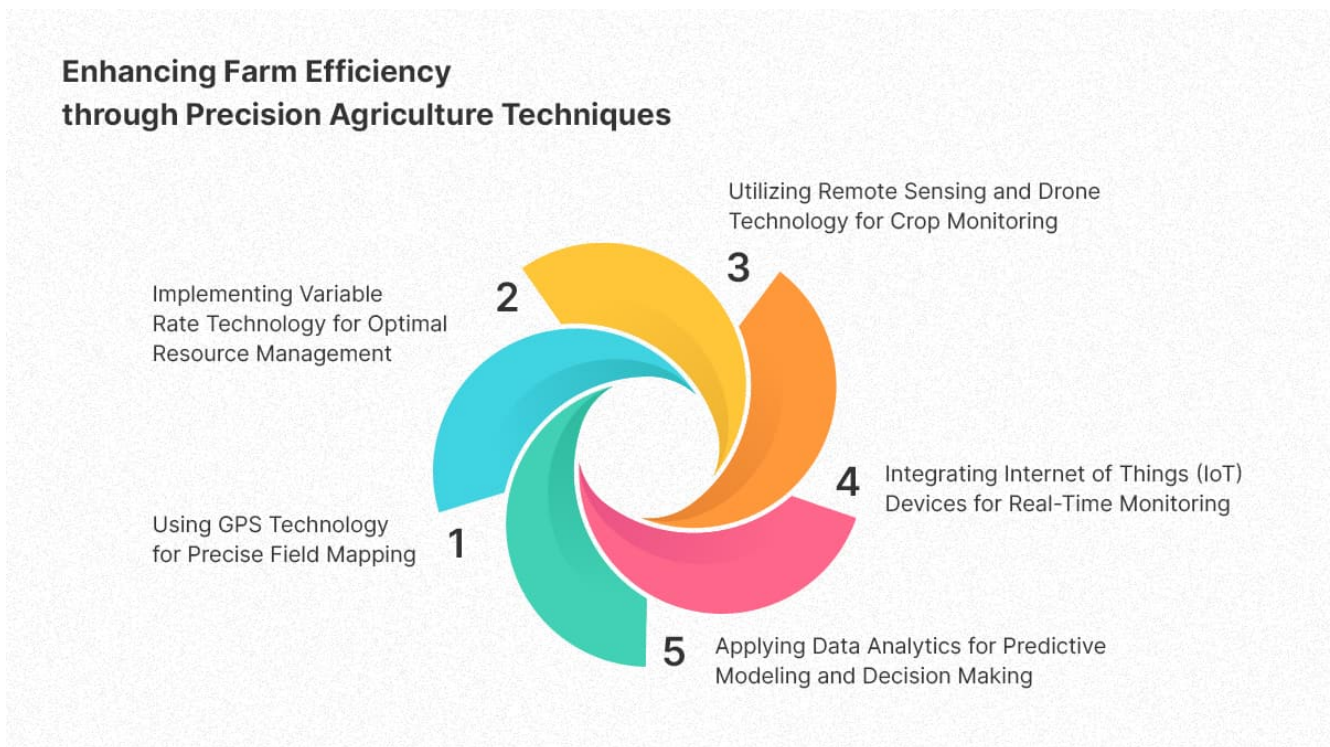 Enhancing Farm Efficiency
through Precision Agriculture Techniques
1
Using GPS Technology
for Precise Field Mapping
2
Implementing Variable
Rate Technology for Optimal
Resource Management
3
Utilizing Remote Sensing and Drone
Technology for Crop Monitoring
4
Integrating Internet of Things (IoT)
Devices for Real-Time Monitoring
5
Applying Data Analytics for Predictive
Modeling and Decision Making